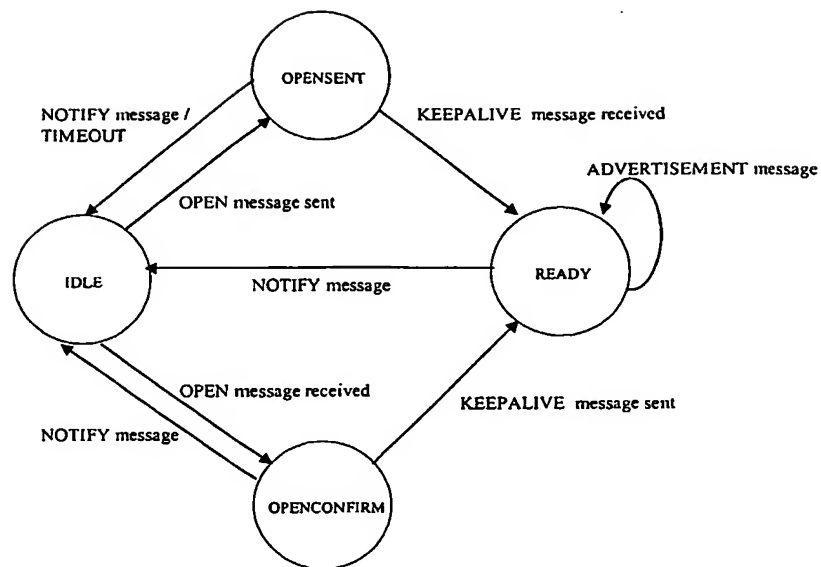 OPENSENT
NOTIFY message /
TIMEOUT
KEEPALIVE message received
ADVERTISEMENT message
OPEN message sent
IDLE
READY
NOTIFY message
OPEN message received
KEEPALIVE message sent
NOTIFY message
OPENCONFIRM